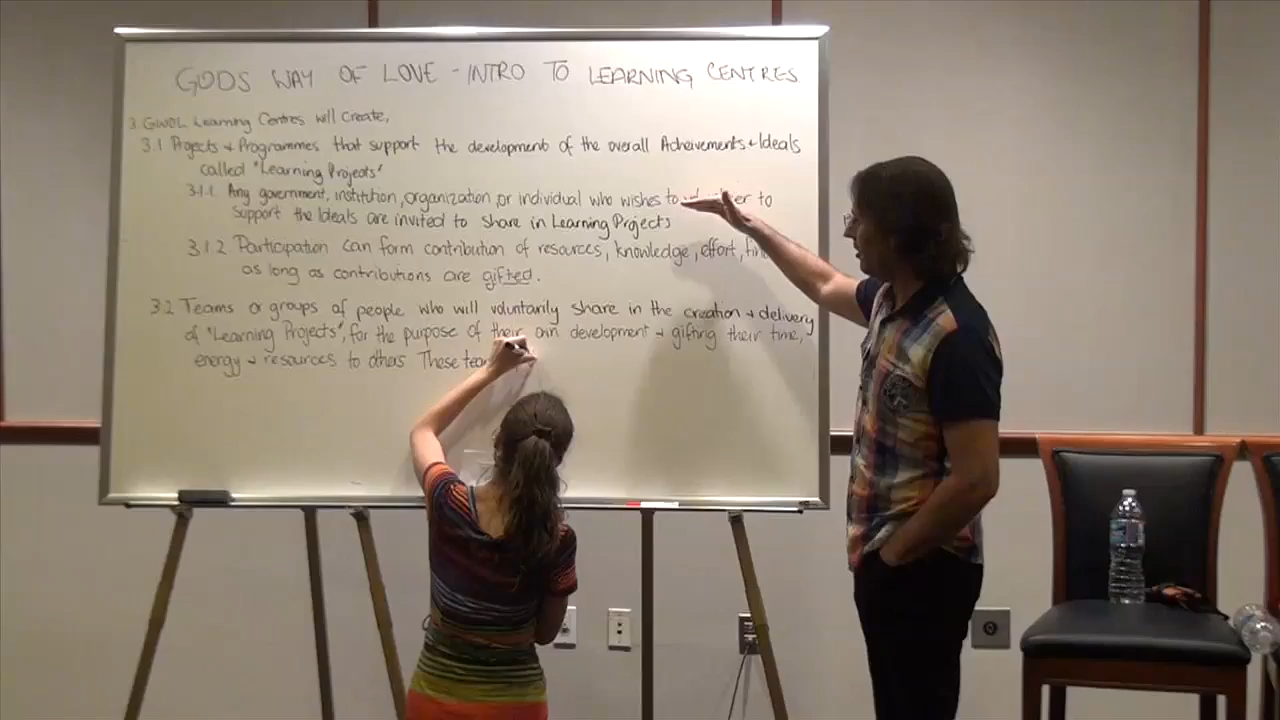 GODS WAY OF LOVE - INTRO TO LEARNING CENTRES
3. GWOL Learning Centres will create,
3.1 Projects + Programmes that support the development of the overall Acheivements + Ideals
called "Learning Projects"
3.1.1. Any government, institution, organization, or individual who wishes to to
support the Ideals are invited to share in Learning Projects
3.1.2 Participation can form contribution of resources, knowledge, effort,
as long as contributions are gifted.
3.2 Teams or groups of people who will voluntarily share in the creation + delivery
of "Learning Projects", for the purpose of their own development + gifting their time,
energy + resources to others These